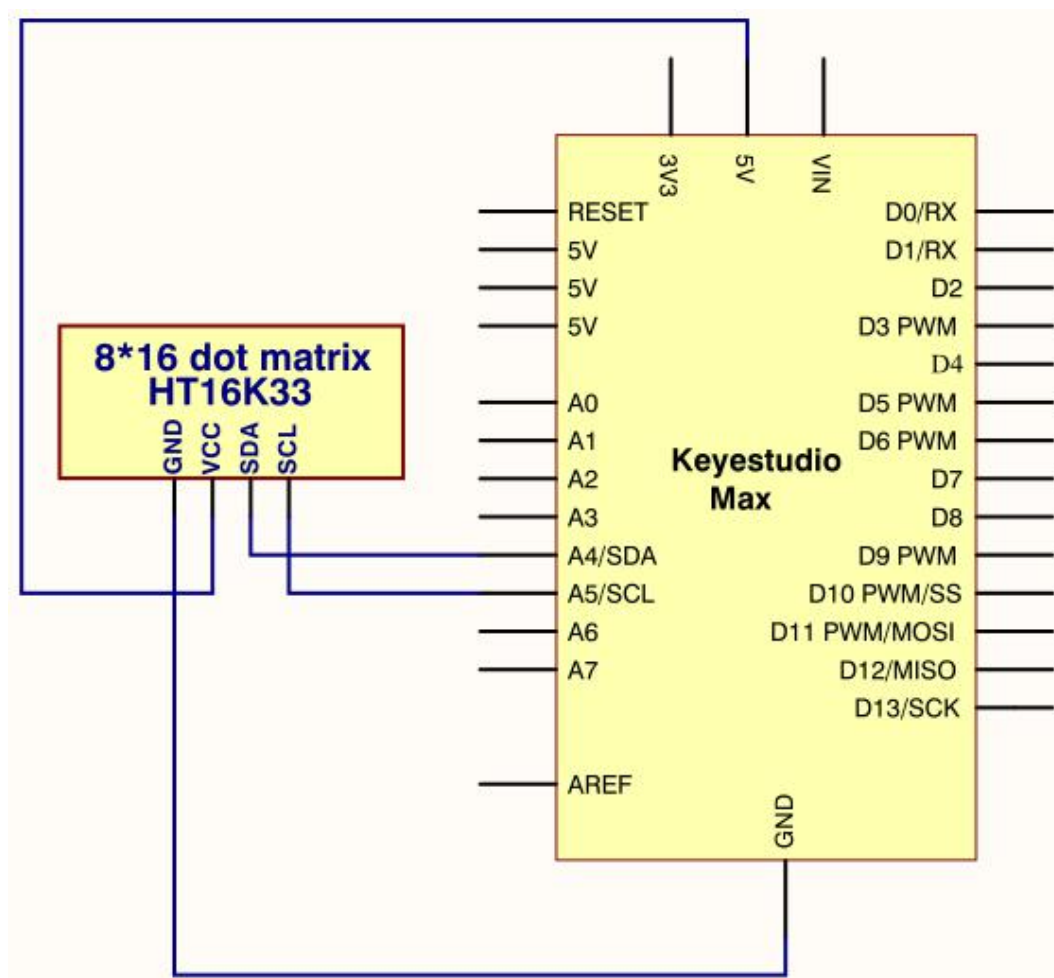 3V3
5V
VIN
RESET
5V
5V
5V
A0
A1
A2
A3
A4/SDA
A5/SCL
A6
A7
AREF
Keyestudio
Max
D0/RX
D1/RX
D2
D3 PWM
D4
D5 PWM
D6 PWM
D7
D8
D9 PWM
D10 PWM/SS
D11 PWM/MOSI
D12/MISO
D13/SCK
GND
8*16 dot matrix
HT16K33
GND
VCC
SDA
SCL